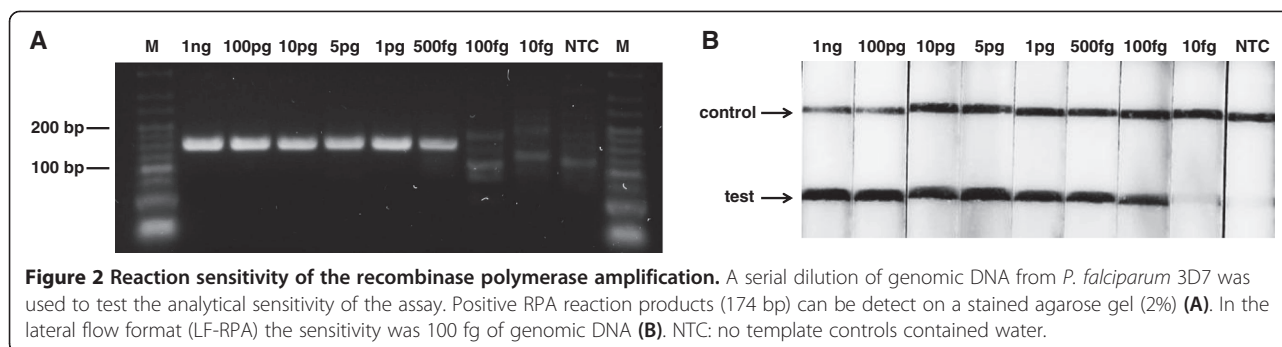 A
M 1ng 100pg 10pg 5pg 1pg 500fg 100fg 10fg NTC M
200 bp
100 bp
B
1ng 100pg 10pg 5pg 1pg 500fg 100fg 10fg NTC
control
test
Figure 2 Reaction sensitivity of the recombinase polymerase amplification. A serial dilution of genomic DNA from P. falciparum 3D7 was
used to test the analytical sensitivity of the assay. Positive RPA reaction products (174 bp) can be detect on a stained agarose gel (2%) (A). In the
lateral flow format (LF-RPA) the sensitivity was 100 fg of genomic DNA (B). NTC: no template controls contained water.